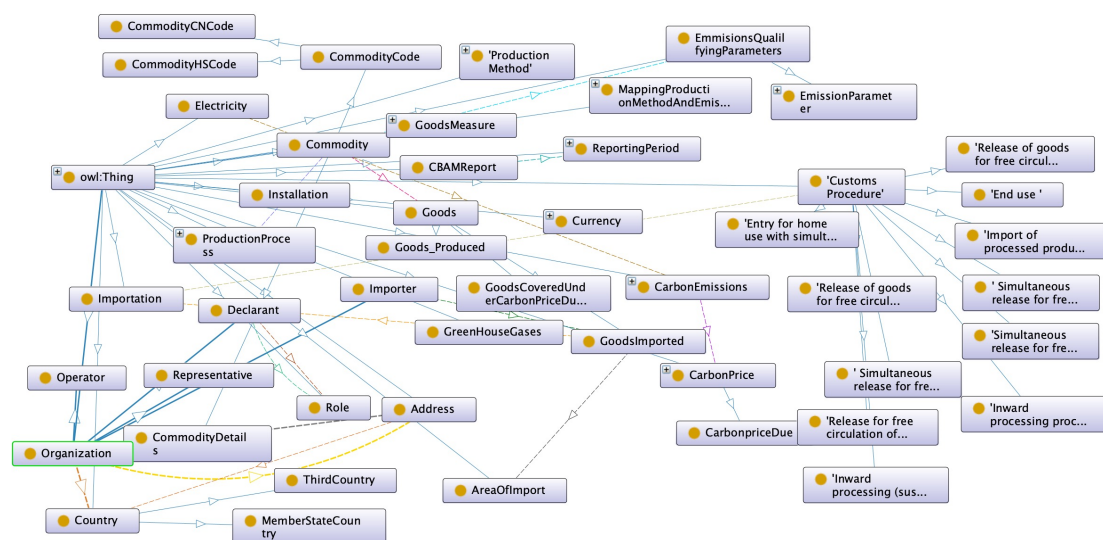 CommodityCNCode
CommodityHSCode
CommodityCode
'Production
Method'
EmmisionsQualil
fyingParameters
MappingProducti
onMethodAndEmis...
EmissionParamet
er
Electricity
GoodsMeasure
Commodity
ReportingPeriod
CBAMReport
'Release of goods
for free circul...
owl:Thing
'Customs
Procedure'
'End use '
Installation
Goods
Currency
'Entry for home
use with simult...
'Import of
processed produ...
ProductionProce
ss
Goods_Produced
Importation
Importer
GoodsCoveredUnd
erCarbonPriceDu...
CarbonEmissions
'Release of goods
for free circul...
' Simultaneous
release for fre...
Declarant
GreenHouseGases
GoodsImported
'Simultaneous
release for fre...
Operator
Representative
CarbonPrice
' Simultaneous
release for fre...
Role
Address
'Inward
processing proc...
Organization
CommodityDetail
s
CarbonpriceDue
'Release for free
circulation of...
ThirdCountry
AreaOfImport
'Inward
processing (sus...
Country
MemberStateCoun
try